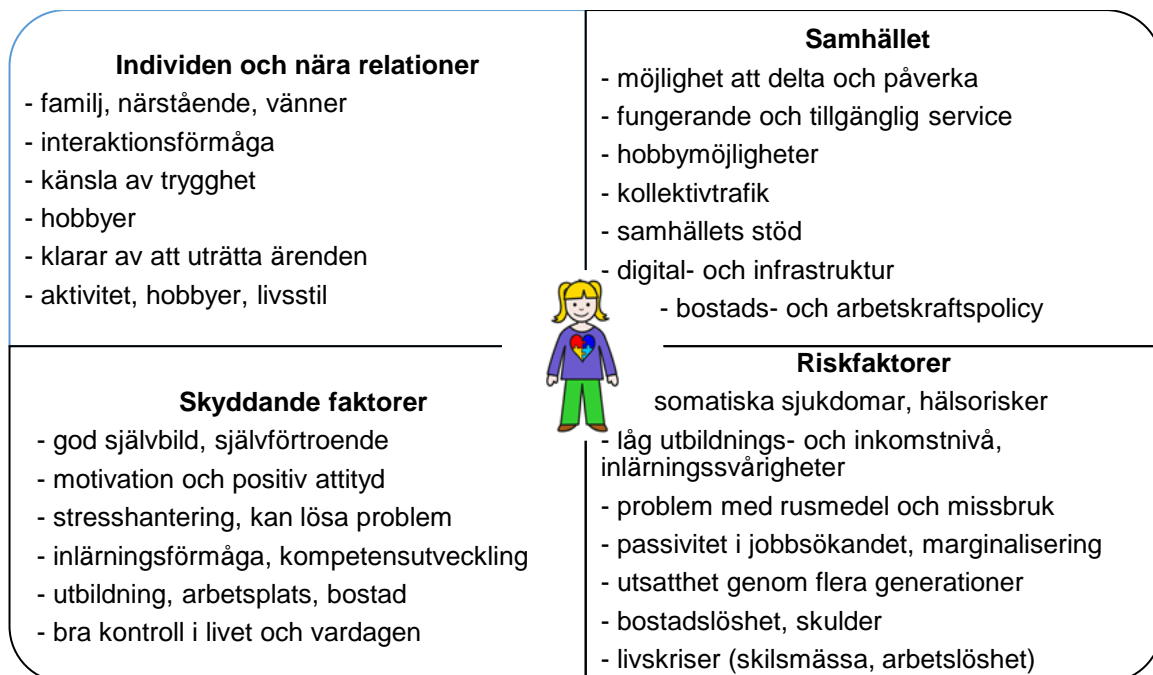 Individen och nära relationer
- familj, närstående, vänner
- interaktionsförmåga
- känsla av trygghet
- hobbyer
- klarar av att uträtta ärenden
- aktivitet, hobbyer, livsstil
Samhället
- möjlighet att delta och påverka
- fungerande och tillgänglig service
- hobbymöjligheter
- kollektivtrafik
- samhällets stöd
- digital- och infrastruktur
- bostads- och arbetskraftspolicy
Skyddande faktorer
- god självbild, självförtroende
- motivation och positiv attityd
- stresshantering, kan lösa problem
- inlärningsförmåga, kompetensutveckling
- utbildning, arbetsplats, bostad
- bra kontroll i livet och vardagen
Riskfaktorer
somatiska sjukdomar, hälsorisker
- låg utbildnings- och inkomstnivå,
inlärningssvårigheter
- problem med rusmedel och missbruk
- passivitet i jobbsökandet, marginalisering
- utsatthet genom flera generationer
- bostadslöshet, skulder
- livskriser (skilsmässa, arbetslöshet)